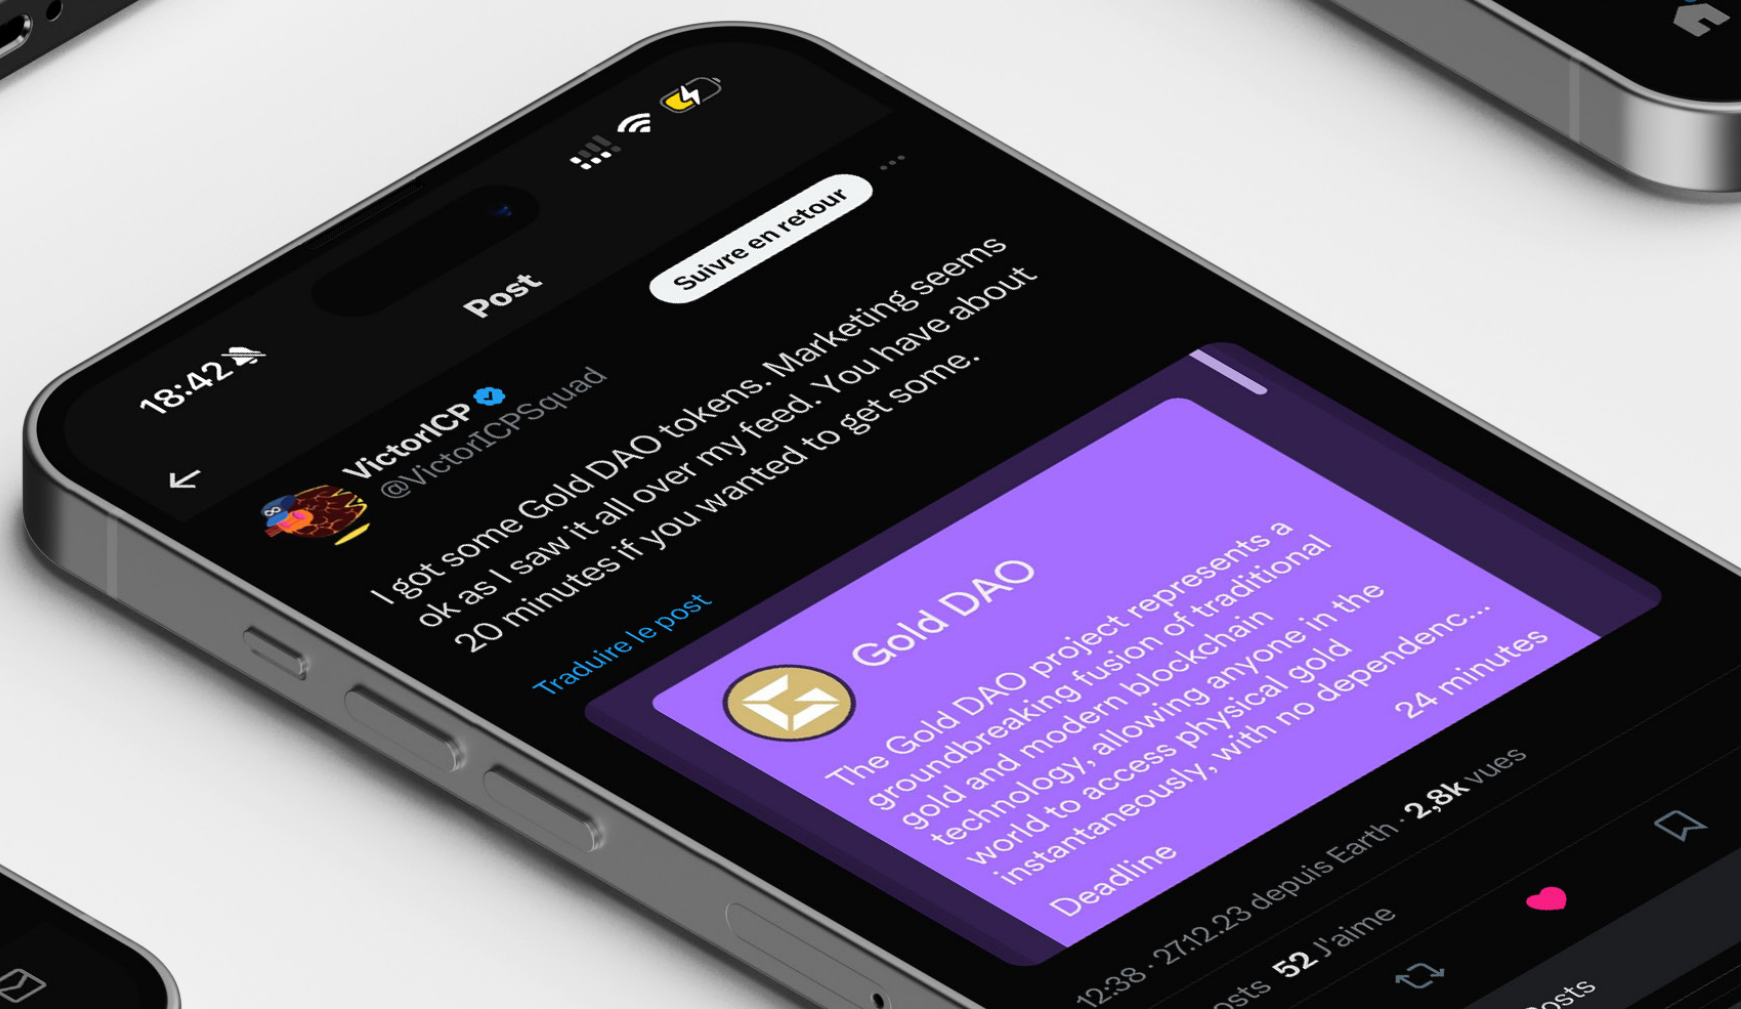 18:42
Post
Suivre en retour
VictorICP
@VictorICPSquad
I got some Gold DAO tokens. Marketing seems
ok as I saw it all over my feed. You have about
20 minutes if you wanted to get some.
Traduire le post
Gold DAO
The Gold DAO project represents a
groundbreaking fusion of traditional
gold and modern blockchain
technology, allowing anyone in the
world to access physical gold
instantaneously, with no dependenc...
Deadline 24 minutes
12:38 · 27.12.23 depuis Earth · 2,8k vues
52 J'aime